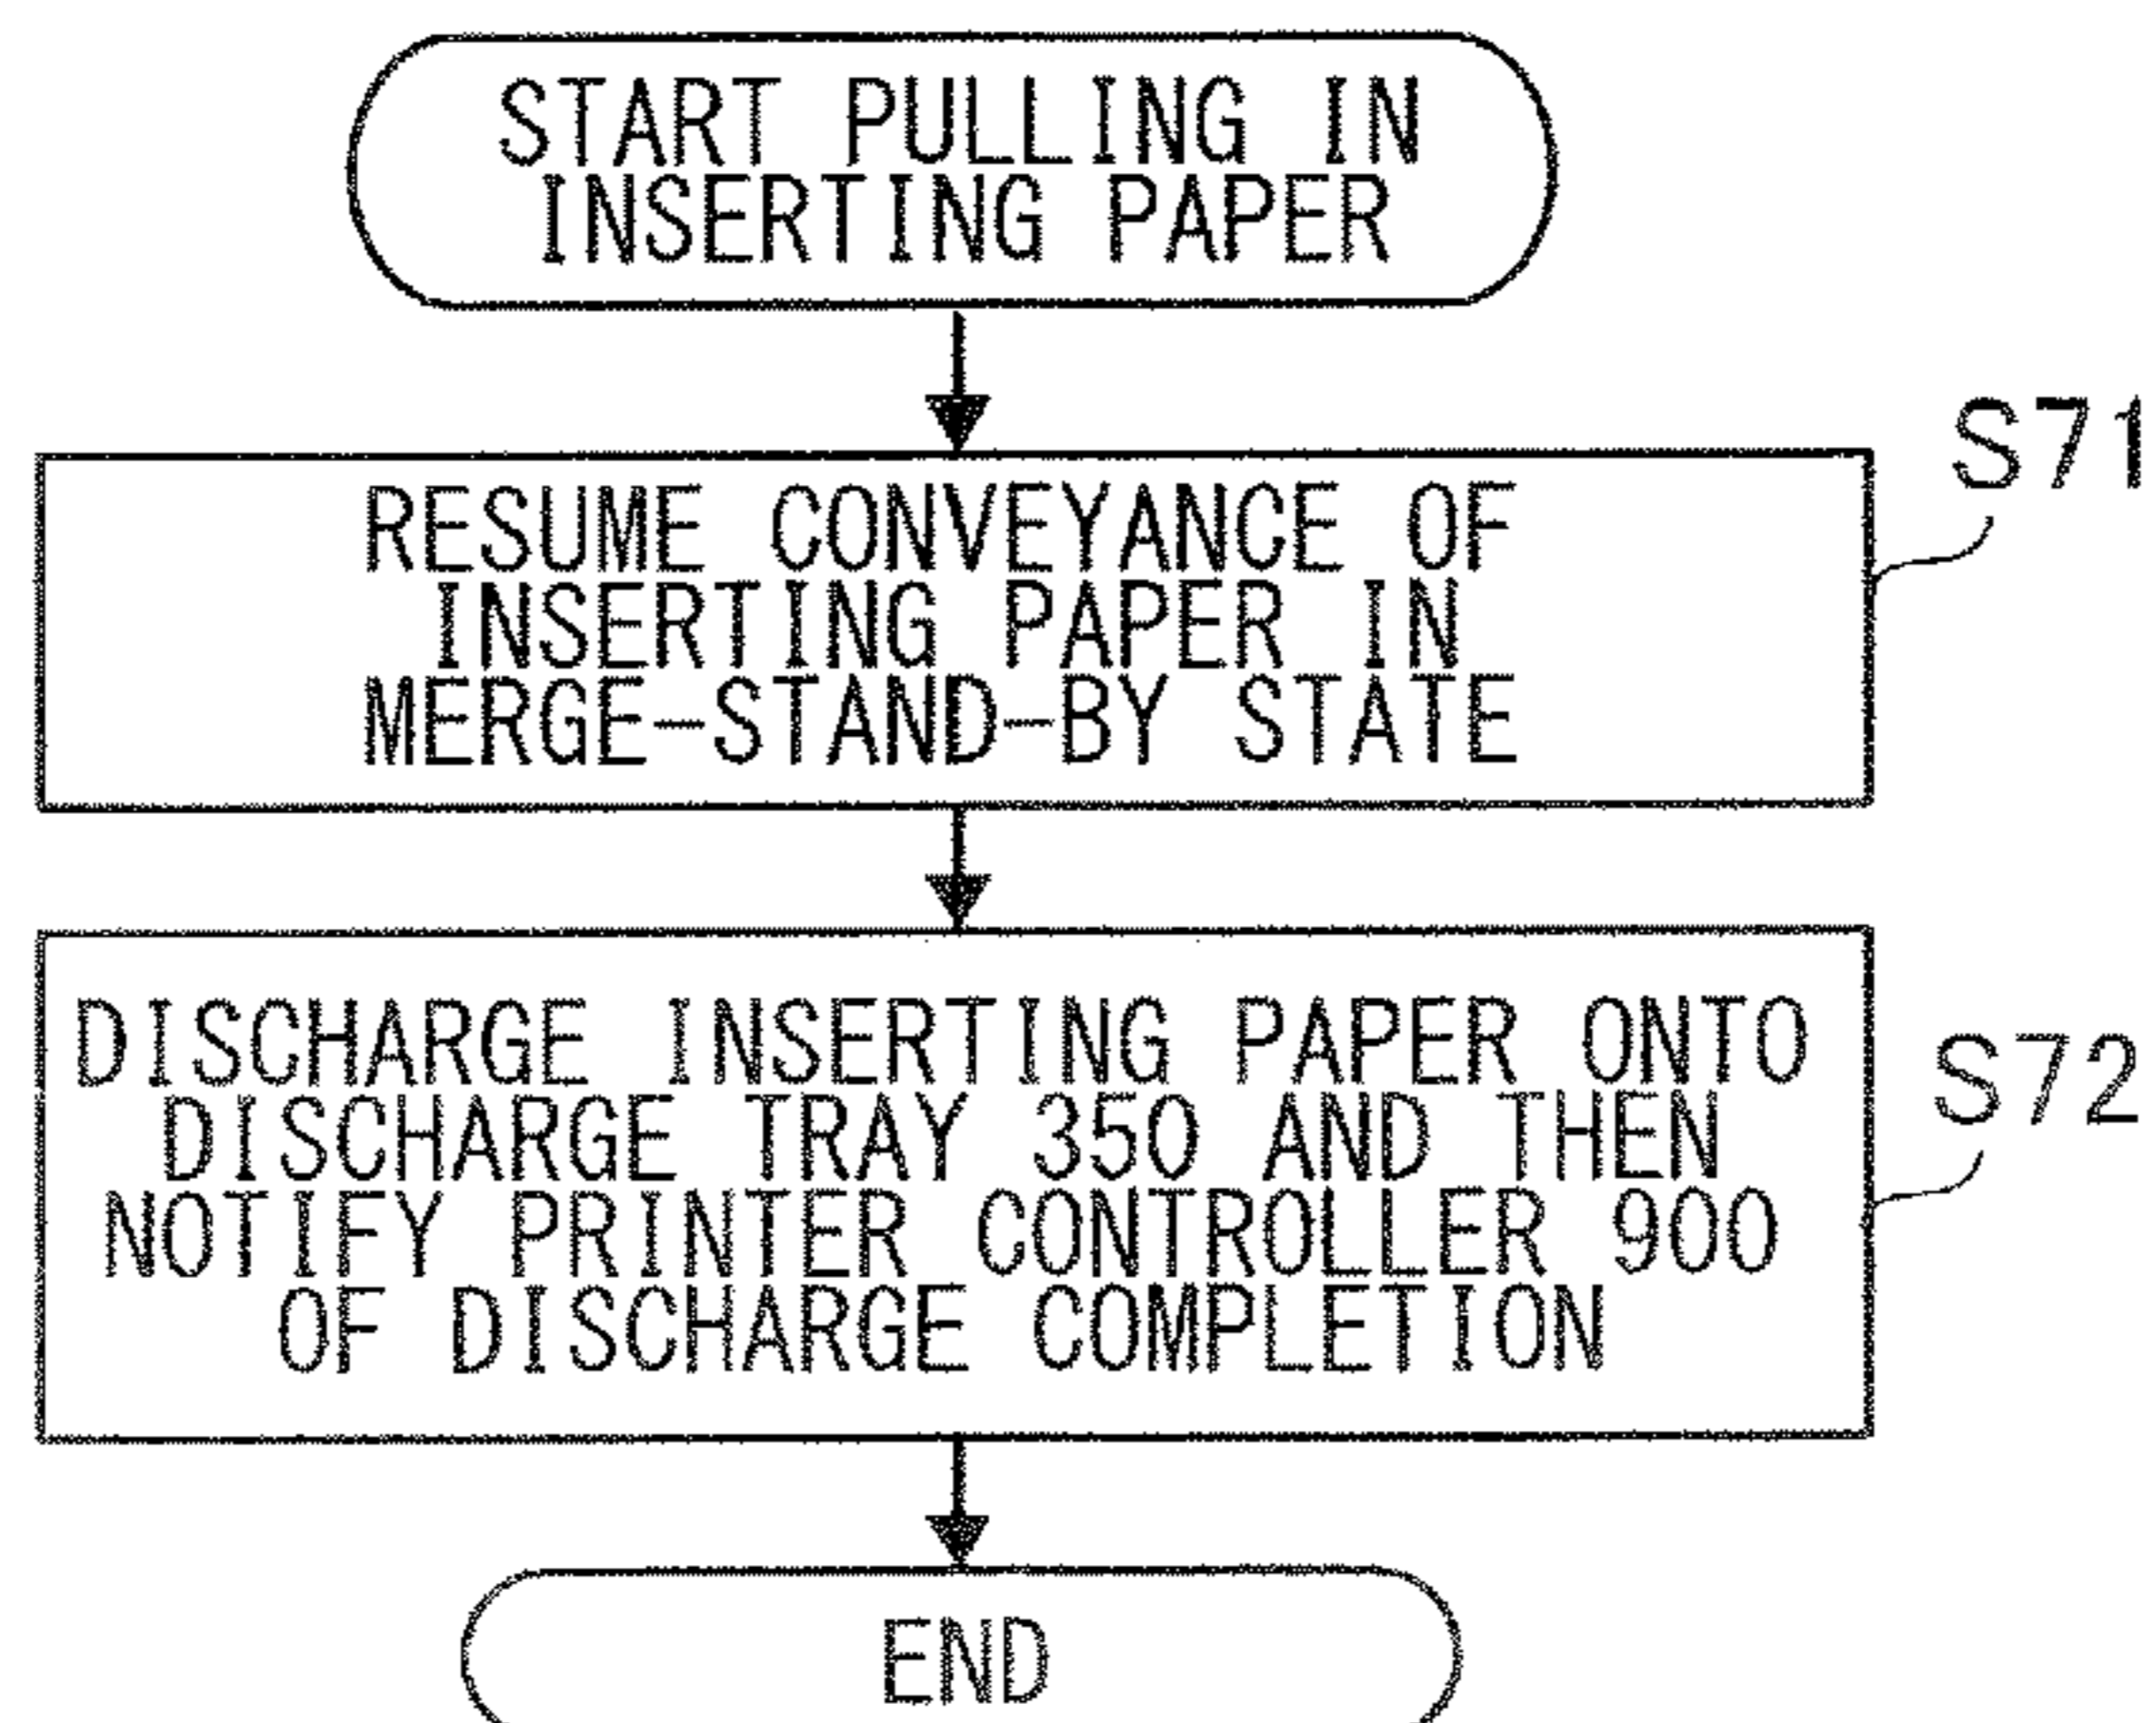 START PULLING IN
INSERTING PAPER
S71
RESUME CONVEYANCE OF
INSERTING PAPER IN
MERGE-STAND-BY STATE
S72
DISCHARGE INSERTING PAPER ONTO
DISCHARGE TRAY 350 AND THEN
NOTIFY PRINTER CONTROLLER 900
OF DISCHARGE COMPLETION
END